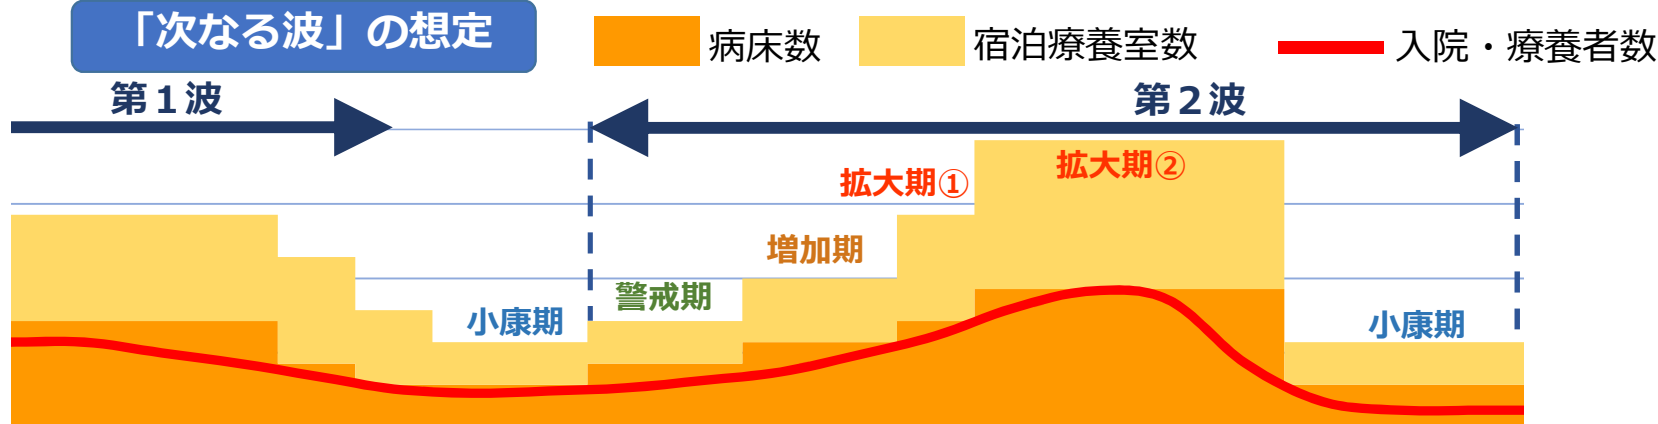 「次なる波」の想定
病床数
宿泊療養室数
入院・療養者数
第１波
第２波
拡大期①
拡大期②
増加期
警戒期
小康期
小康期